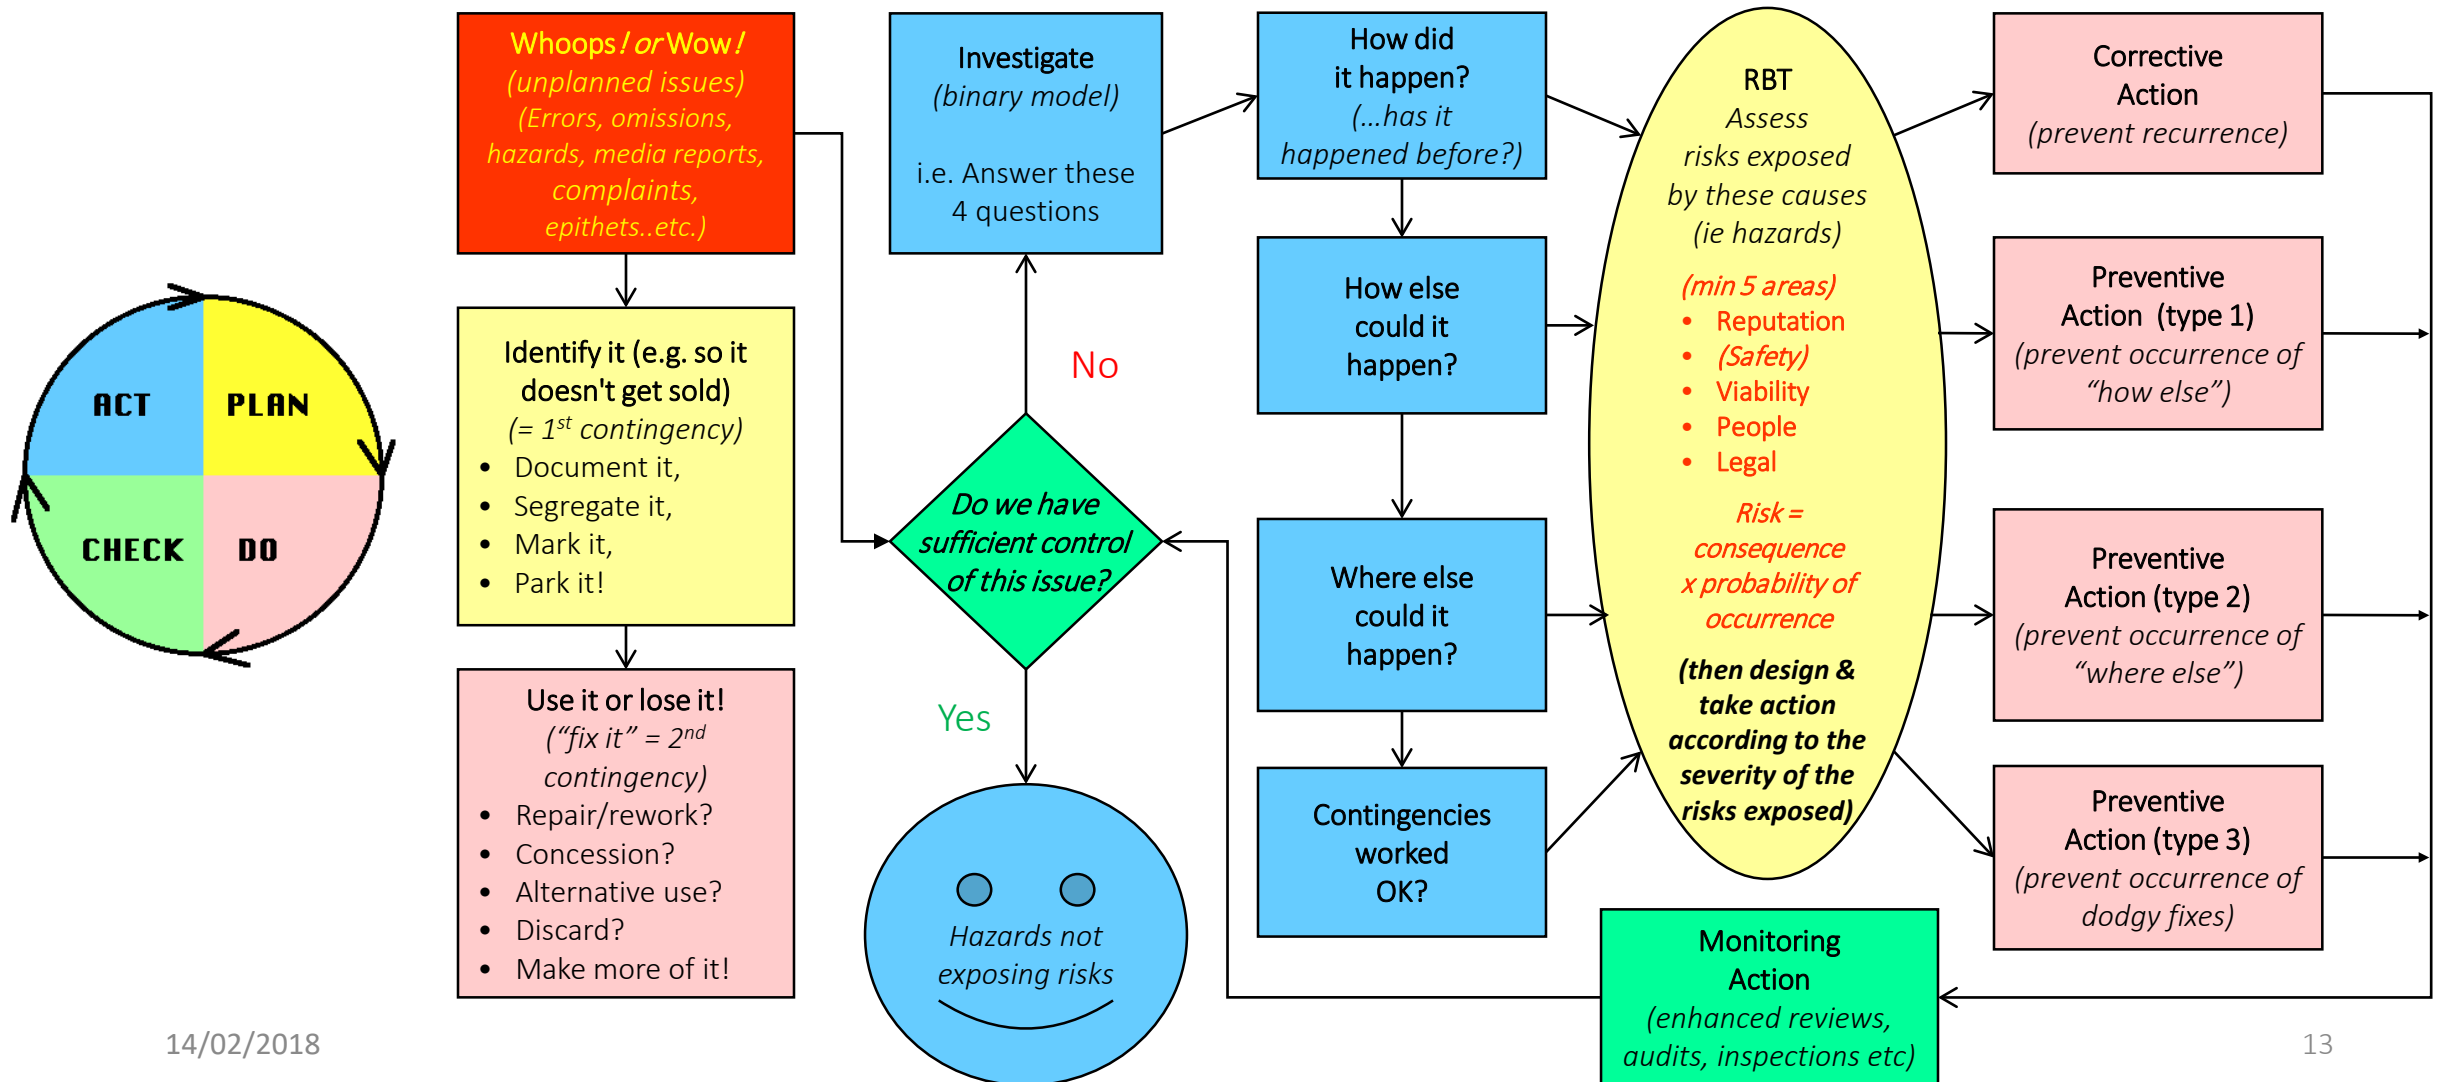 ACT
PLAN
CHECK
DO
Whoops! or Wow!
(unplanned issues)
(Errors, omissions,
hazards, media reports,
complaints,
epithets..etc.)
Identify it (e.g. so it
doesn't get sold)
(= 1st contingency)
• Document it,
• Segregate it,
• Mark it,
• Park it!
Use it or lose it!
(“fix it” = 2nd
contingency)
• Repair/rework?
• Concession?
• Alternative use?
• Discard?
• Make more of it!
Investigate
(binary model)
i.e. Answer these
4 questions
No
Do we have
sufficient control
of this issue?
Yes
Hazards not
exposing risks
How did
it happen?
(...has it
happened before?)
How else
could it
happen?
Where else
could it
happen?
Contingencies
worked
OK?
RBT
Assess
risks exposed
by these causes
(ie hazards)
(min 5 areas)
• Reputation
• (Safety)
• Viability
• People
• Legal
Risk =
consequence
x probability of
occurrence
(then design &
take action
according to the
severity of the
risks exposed)
Corrective
Action
(prevent recurrence)
Preventive
Action (type 1)
(prevent occurrence of
“how else”)
Preventive
Action (type 2)
(prevent occurrence of
“where else”)
Preventive
Action (type 3)
(prevent occurrence of
dodgy fixes)
Monitoring
Action
(enhanced reviews,
audits, inspections etc)
14/02/2018
13